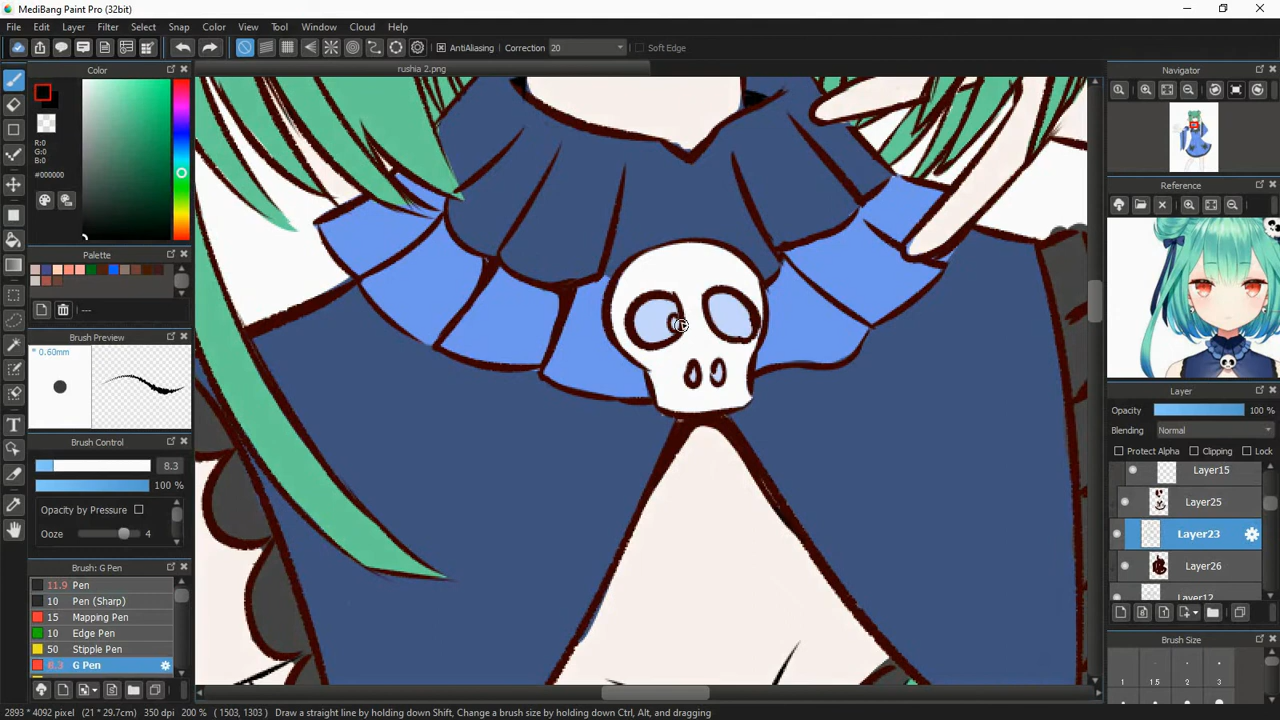 MediBang Paint Pro (32bit)
File Edit Layer Filter Select Snap Color View Tool Window Cloud Help
AntiAliasing Correction 20 Soft Edge
Color
rushia 2.png
Navigator
R:0
G:0
B:0
#000000
Reference
Palette
---
Brush Preview
* 0.60mm
Layer
Opacity 100 %
Blending Normal
Protect Alpha Clipping Lock
Brush Control
8.3
100 %
Opacity by Pressure
Ooze 4
Layer15
Layer25
Layer23
Layer26
Layer12
Brush: G Pen
11.9 Pen
10 Pen (Sharp)
15 Mapping Pen
10 Edge Pen
50 Stipple Pen
8.3 G Pen
Brush Size
1 1.5 2 3
2893 * 4092 pixel (21 * 29.7cm) 350 dpi 200 % ( 1503, 1303 ) Draw a straight line by holding down Shift, Change a brush size by holding down Ctrl, Alt, and dragging